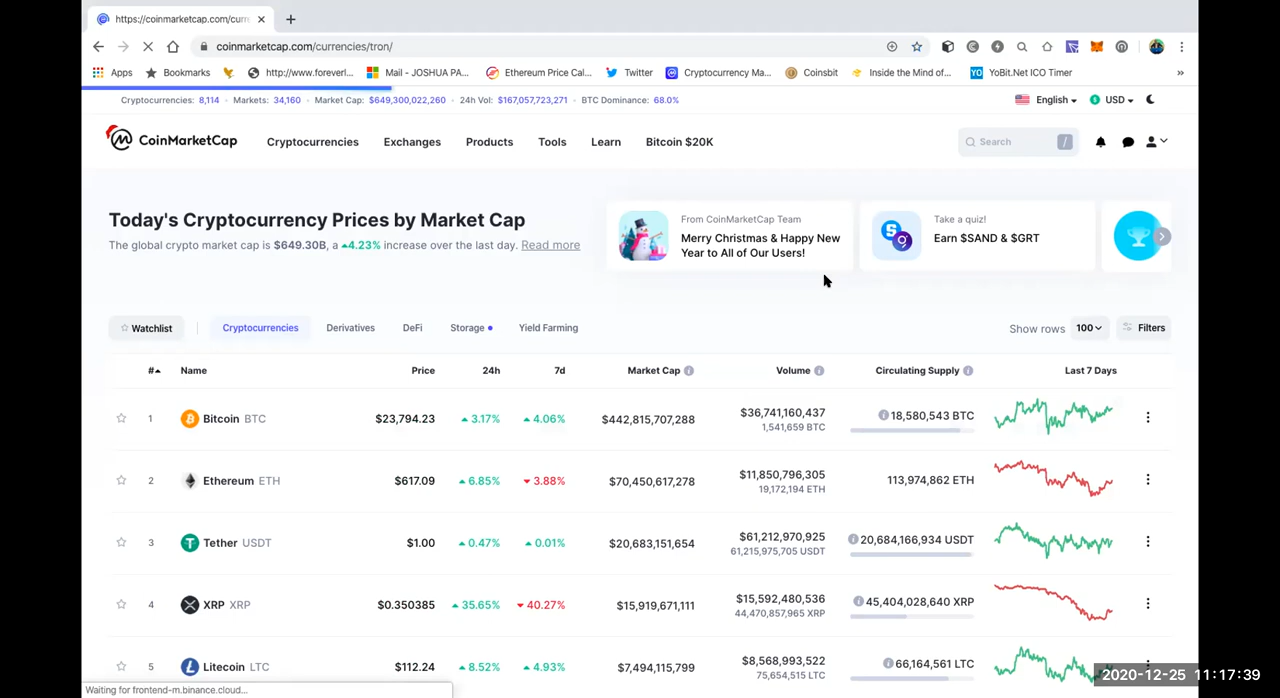 https://coinmarketcap.com/curr
coinmarketcap.com/currencies/tron/
Apps Bookmarks http://www.foreverl... Mail - JOSHUA PA... Ethereum Price Cal... Twitter Cryptocurrency Ma... Coinsbit Inside the Mind of... YoBit.Net ICO Timer »
Cryptocurrencies: 8,114 · Markets: 34,160 · Market Cap: $649,300,022,260 · 24h Vol: $167,057,723,271 · BTC Dominance: 68.0% English USD
CoinMarketCap Cryptocurrencies Exchanges Products Tools Learn Bitcoin $20K Search /
Today's Cryptocurrency Prices by Market Cap
The global crypto market cap is $649.30B, a 4.23% increase over the last day. Read more
From CoinMarketCap Team
Merry Christmas & Happy New
Year to All of Our Users!
Take a quiz!
Earn $SAND & $GRT
Watchlist Cryptocurrencies Derivatives DeFi Storage Yield Farming Show rows 100 Filters
# Name Price 24h 7d Market Cap Volume Circulating Supply Last 7 Days
1 Bitcoin BTC $23,794.23 3.17% 4.06% $442,815,707,288 $36,741,160,437 18,580,543 BTC
1,541,659 BTC
2 Ethereum ETH $617.09 6.85% 3.88% $70,450,617,278 $11,850,796,305 113,974,862 ETH
19,172,194 ETH
3 Tether USDT $1.00 0.47% 0.01% $20,683,151,654 $61,212,970,925 20,684,166,934 USDT
61,215,975,705 USDT
4 XRP XRP $0.350385 35.65% 40.27% $15,919,671,111 $15,592,480,536 45,404,028,640 XRP
44,470,857,965 XRP
5 Litecoin LTC $112.24 8.52% 4.93% $7,494,115,799 $8,568,993,522 66,164,561 LTC
75,654,515 LTC
2020-12-25 11:17:39
Waiting for frontend-m.binance.cloud...